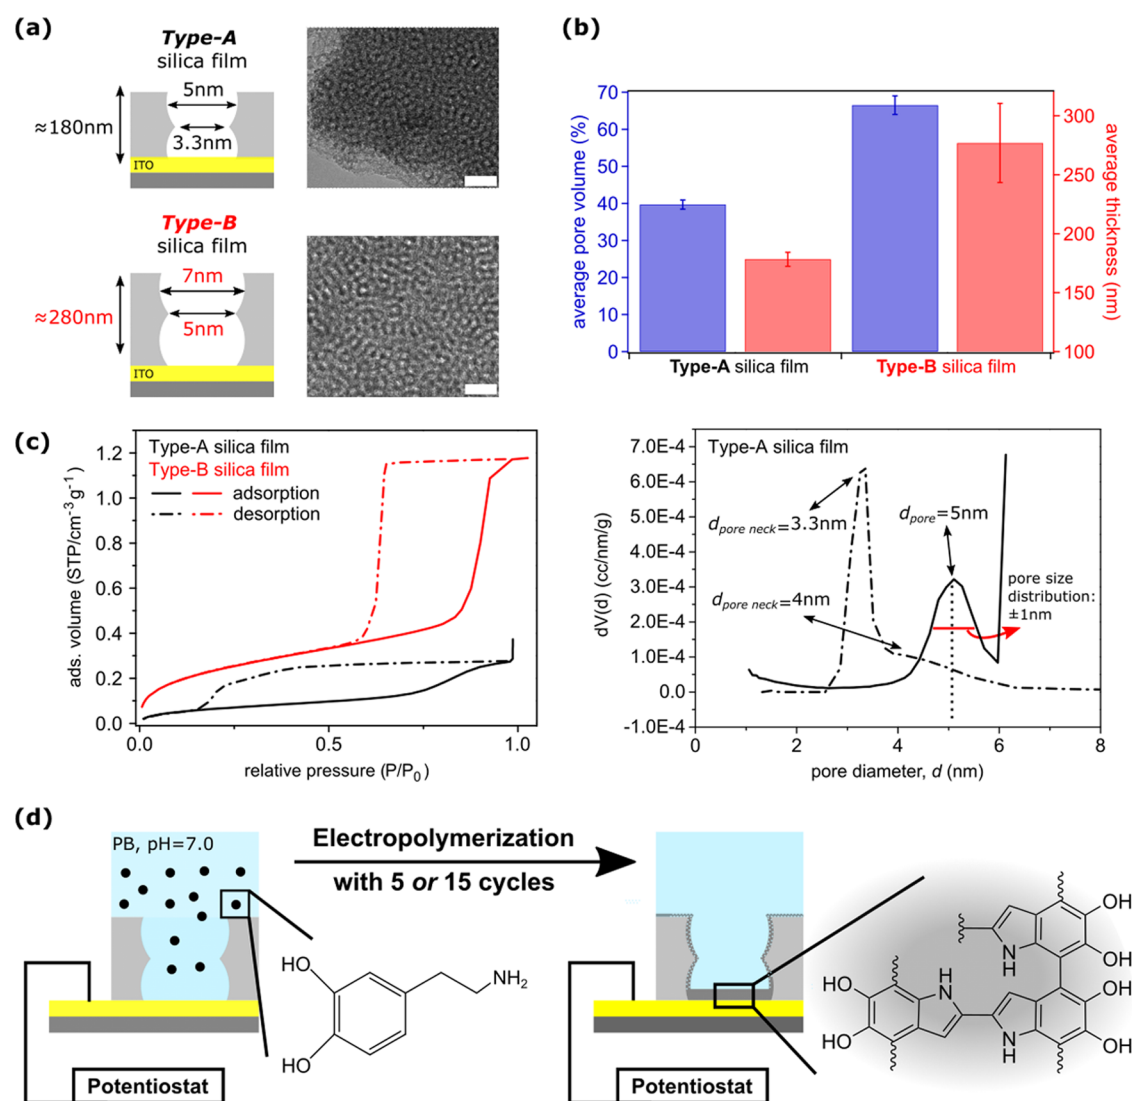 (a)
Type-A
silica film
5nm
≈180nm
3.3nm
ITO
Type-B
silica film
7nm
≈280nm
5nm
ITO
(b)
average pore volume (%)
70
60
50
40
30
20
10
0
300
250
200
150
100
average thickness (nm)
Type-A silica film
Type-B silica film
(c)
ads. volume (STP/cm⁻³g⁻¹)
1.2
1.0
0.8
0.6
0.4
0.2
0.0
Type-A silica film
Type-B silica film
adsorption
desorption
0.0
0.5
1.0
relative pressure (P/P₀)
dV(d) (cc/nm/g)
7.0E-4
6.0E-4
5.0E-4
4.0E-4
3.0E-4
2.0E-4
1.0E-4
0.0
-1.0E-4
Type-A silica film
d pore neck=3.3nm
d pore=5nm
d pore neck=4nm
pore size
distribution:
±1nm
0
2
4
6
8
pore diameter, d (nm)
(d)
PB, pH=7.0
Electropolymerization
with 5 or 15 cycles
HO
NH₂
HO
Potentiostat
Potentiostat
OH
OH
N
H
H
N
HO
HO
N
H
OH
OH